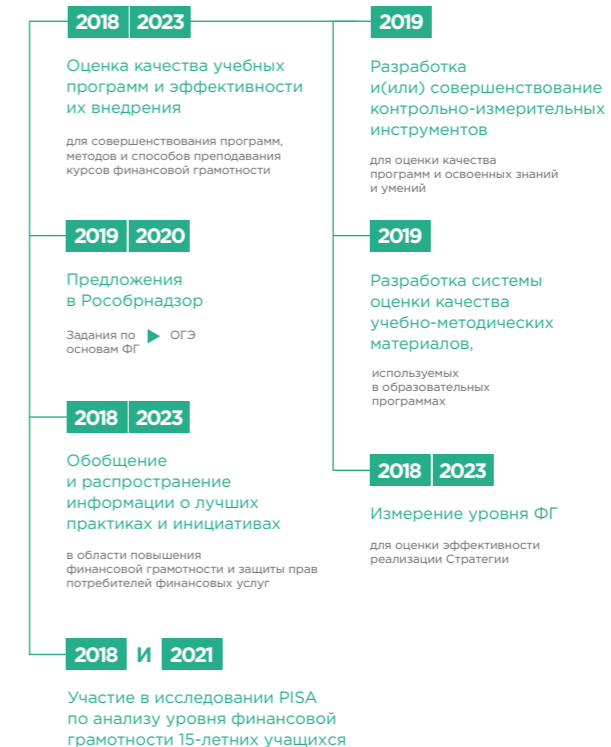 2018 2023
Оценка качества учебных
программ и эффективности
их внедрения
для совершенствования программ,
методов и способов преподавания
курсов финансовой грамотности
2019 2020
Предложения
в Рособрнадзор
Задания по ▶ ОГЭ
основам ФГ
2018 2023
Обобщение
и распространение
информации о лучших
практиках и инициативах
в области повышения
финансовой грамотности и защиты прав
потребителей финансовых услуг
2018 И 2021
Участие в исследовании PISA
по анализу уровня финансовой
грамотности 15-летних учащихся
2019
Разработка
и(или) совершенствование
контрольно-измерительных
инструментов
для оценки качества
программ и освоенных знаний
и умений
2019
Разработка системы
оценки качества
учебно-методических
материалов,
используемых
в образовательных
программах
2018 2023
Измерение уровня ФГ
для оценки эффективности
реализации Стратегии